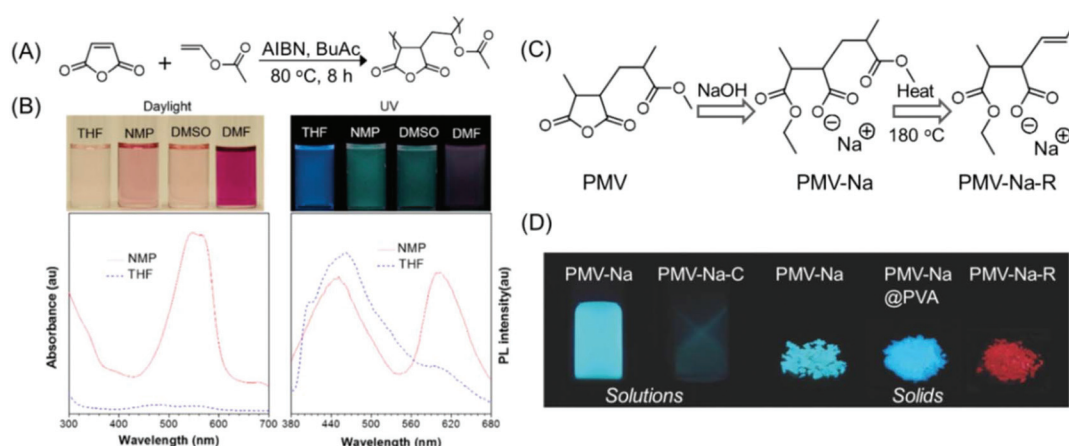 (A)
O
O
O
+
O
O
AIBN, BuAc
80 °C, 8 h
O
O
O
O
O
(B)
Daylight
UV
THF
NMP
DMSO
DMF
THF
NMP
DMSO
DMF
Absorbance (au)
NMP
THF
300
400
500
600
700
Wavelength (nm)
NMP
THF
PL intensity(au)
380
440
500
560
620
680
Wavelength (nm)
(C)
O
O
O
O
O
PMV
NaOH
O
O
O
O
O
O
⊖
Na⊕
PMV-Na
Heat
180 °C
O
O
O
O
⊖
Na⊕
PMV-Na-R
(D)
PMV-Na
PMV-Na-C
PMV-Na
PMV-Na
@PVA
PMV-Na-R
Solutions
Solids